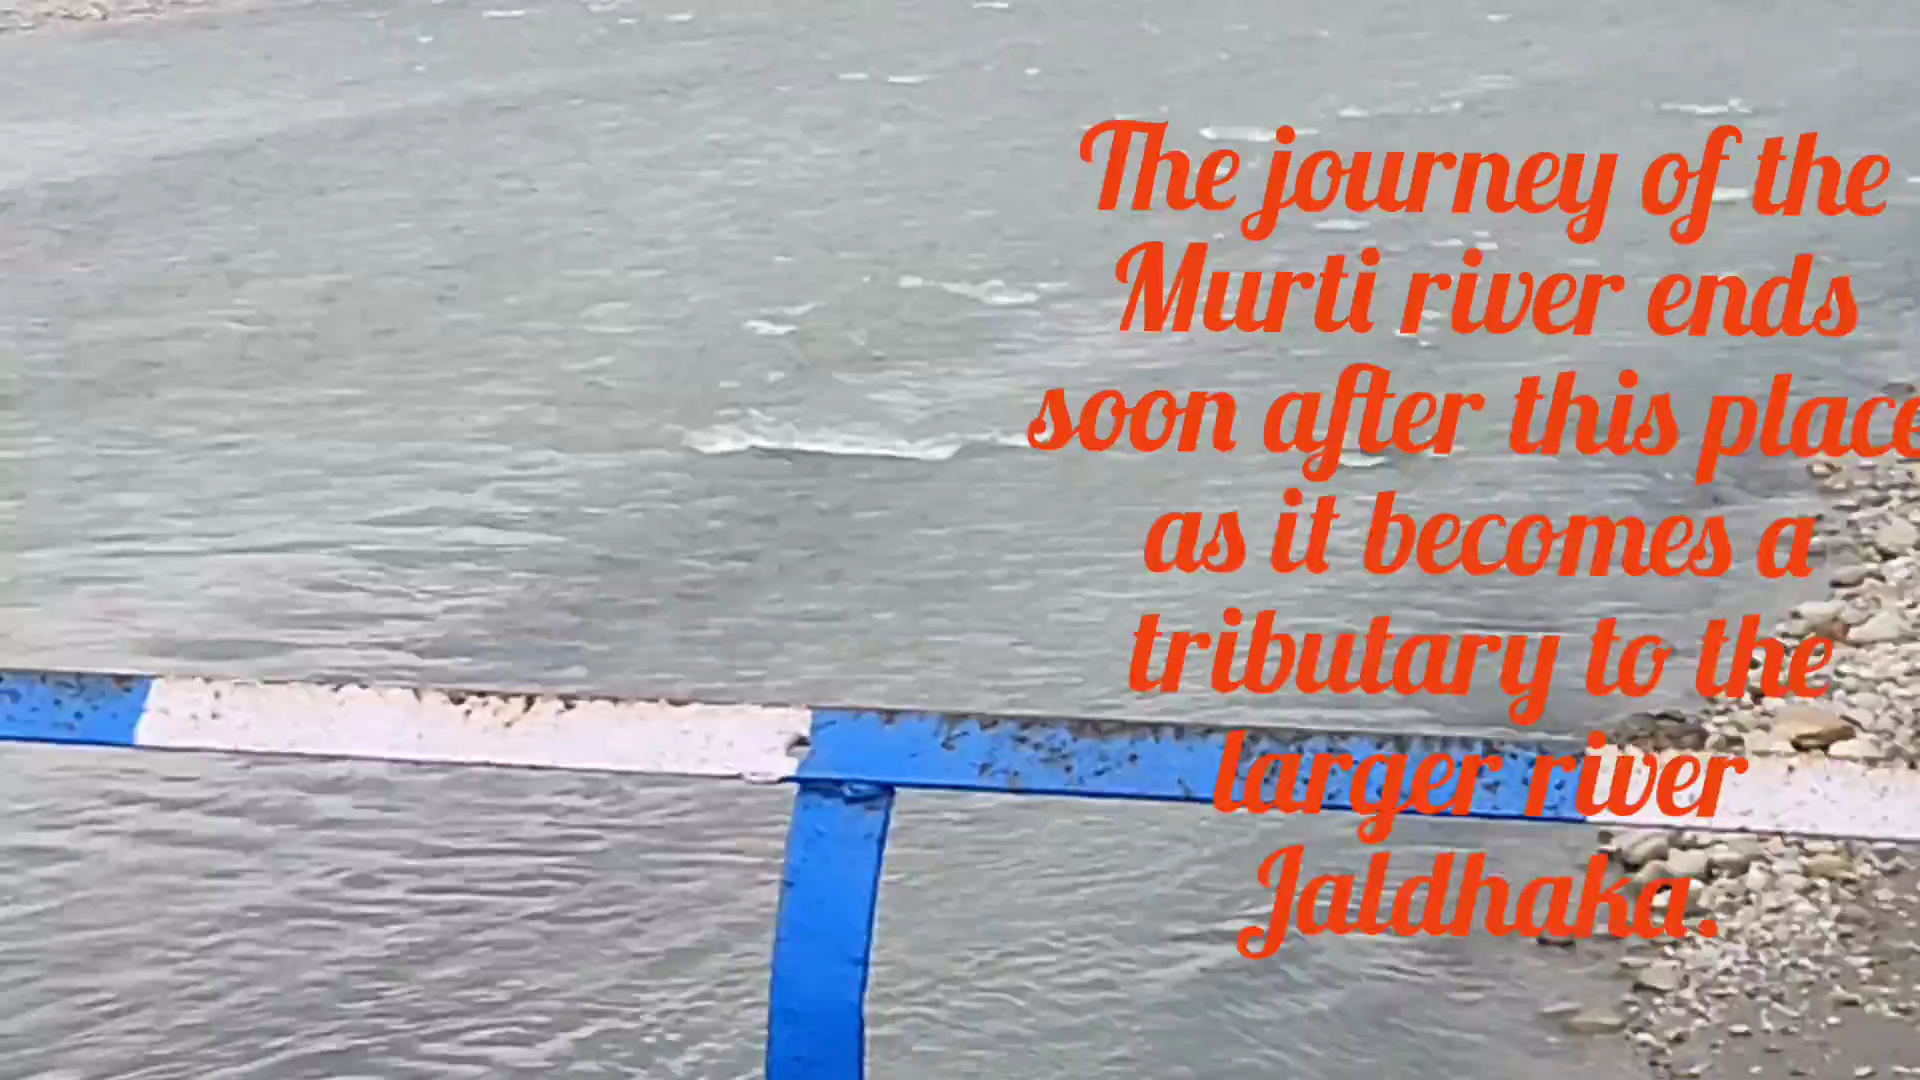 The journey of the
Murti river ends
soon after this place
as it becomes a
tributary to the
larger river
Jaldhaka.